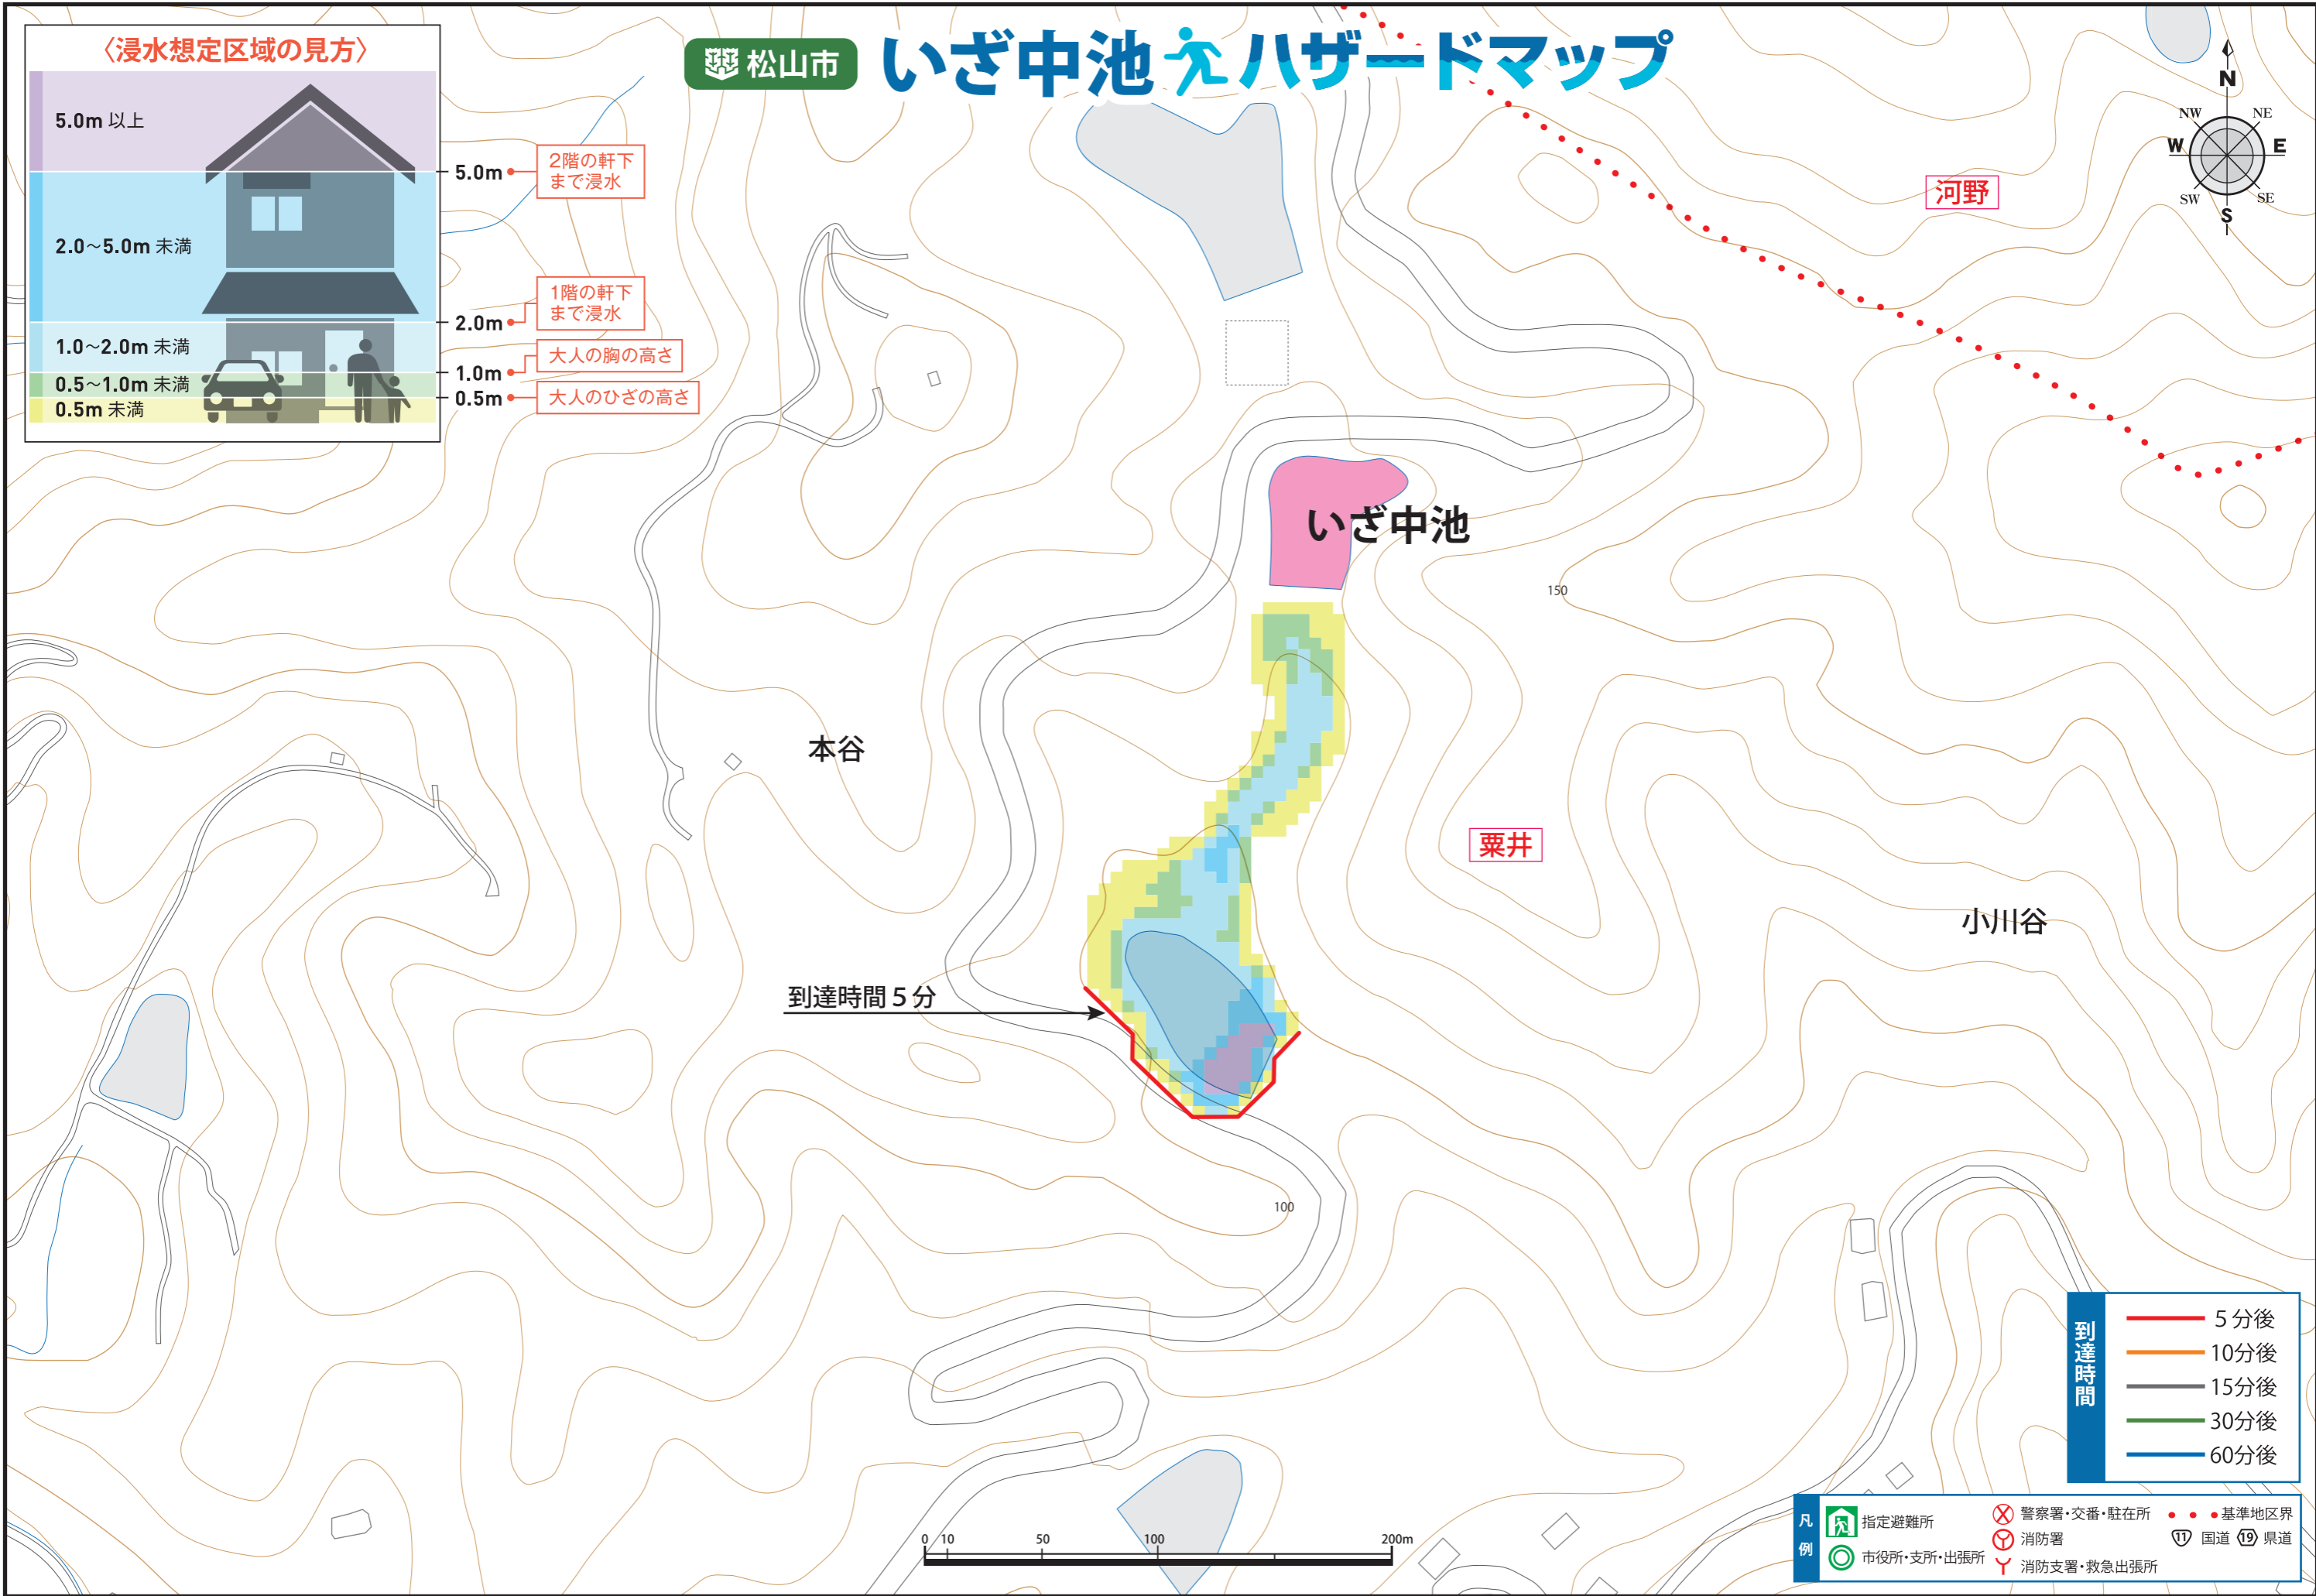 松山市
いざ中池ハザードマップ
〈浸水想定区域の見方〉
5.0m 以上
2.0～5.0m 未満
1.0～2.0m 未満
0.5～1.0m 未満
0.5m 未満
5.0m
2階の軒下
まで浸水
2.0m
1階の軒下
まで浸水
1.0m
大人の胸の高さ
0.5m
大人のひざの高さ
N
NW
NE
W
E
SW
SE
S
河野
いざ中池
150
本谷
粟井
小川谷
到達時間5分
100
到達時間
5分後
10分後
15分後
30分後
60分後
0 10 50 100 200m
凡例
指定避難所
市役所・支所・出張所
警察署・交番・駐在所
消防署
消防支署・救急出張所
基準地区界
11 国道 19 県道